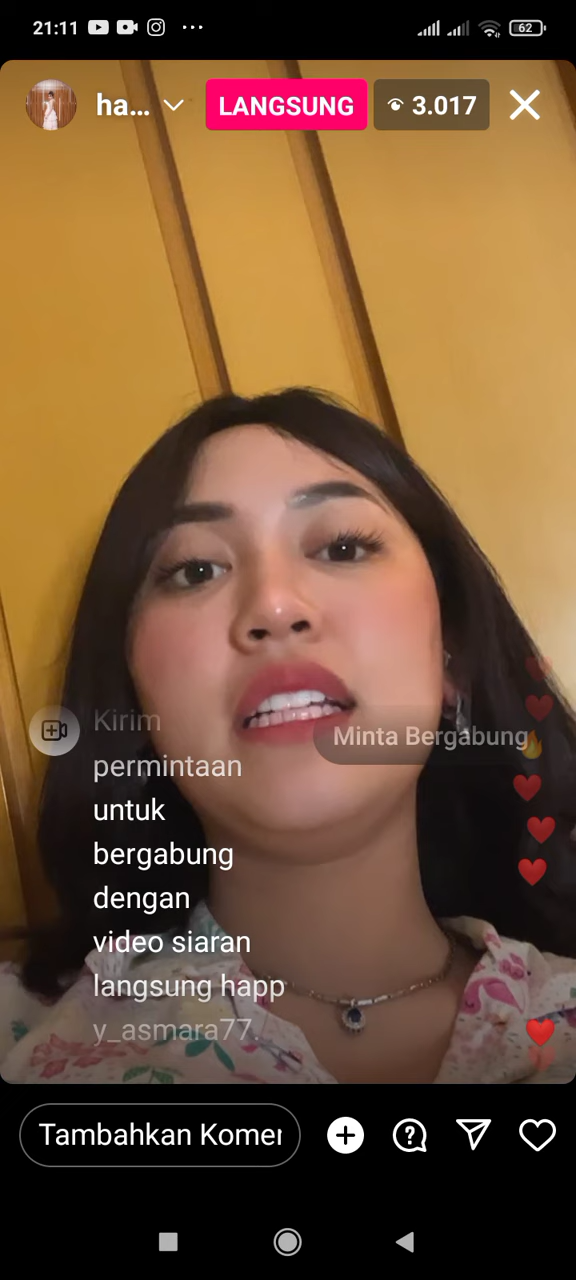 21:11
62
ha...
LANGSUNG
3.017
Kirim
Minta Bergabung
permintaan
untuk
bergabung
dengan
video siaran
langsung happ
y_asmara77.
Tambahkan Komen